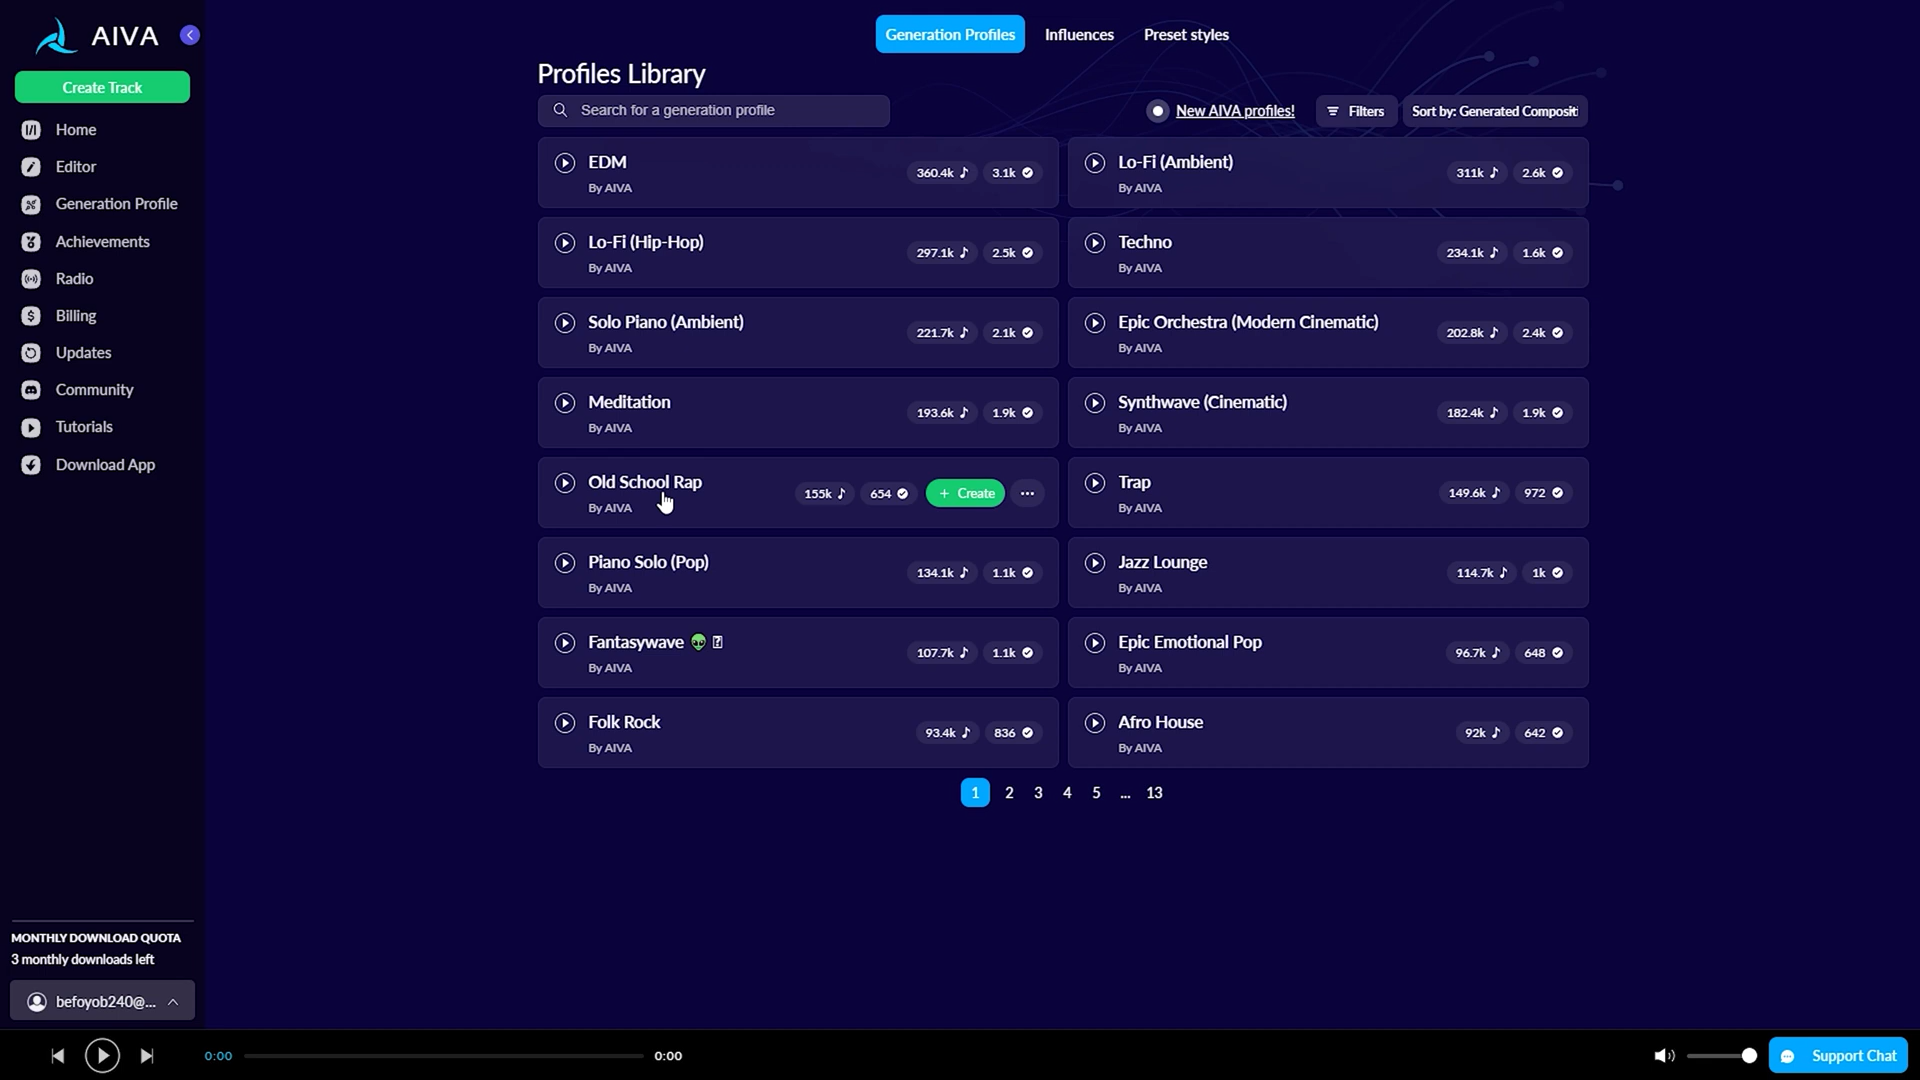 AIVA
Create Track
Home
Editor
Generation Profile
Achievements
Radio
Billing
Updates
Community
Tutorials
Download App
MONTHLY DOWNLOAD QUOTA
3 monthly downloads left
befoyob240@...
Generation Profiles
Influences
Preset styles
Profiles Library
Search for a generation profile
New AIVA profiles!
Filters
Sort by: Generated Composit
EDM
By AIVA
360.4k
3.1k
Lo-Fi (Ambient)
By AIVA
311k
2.6k
Lo-Fi (Hip-Hop)
By AIVA
297.1k
2.5k
Techno
By AIVA
234.1k
1.6k
Solo Piano (Ambient)
By AIVA
221.7k
2.1k
Epic Orchestra (Modern Cinematic)
By AIVA
202.8k
2.4k
Meditation
By AIVA
193.6k
1.9k
Synthwave (Cinematic)
By AIVA
182.4k
1.9k
Old School Rap
By AIVA
155k
654
+ Create
...
Trap
By AIVA
149.6k
972
Piano Solo (Pop)
By AIVA
134.1k
1.1k
Jazz Lounge
By AIVA
114.7k
1k
Fantasywave 👽
By AIVA
107.7k
1.1k
Epic Emotional Pop
By AIVA
96.7k
648
Folk Rock
By AIVA
93.4k
836
Afro House
By AIVA
92k
642
1 2 3 4 5 ... 13
0:00
0:00
Support Chat